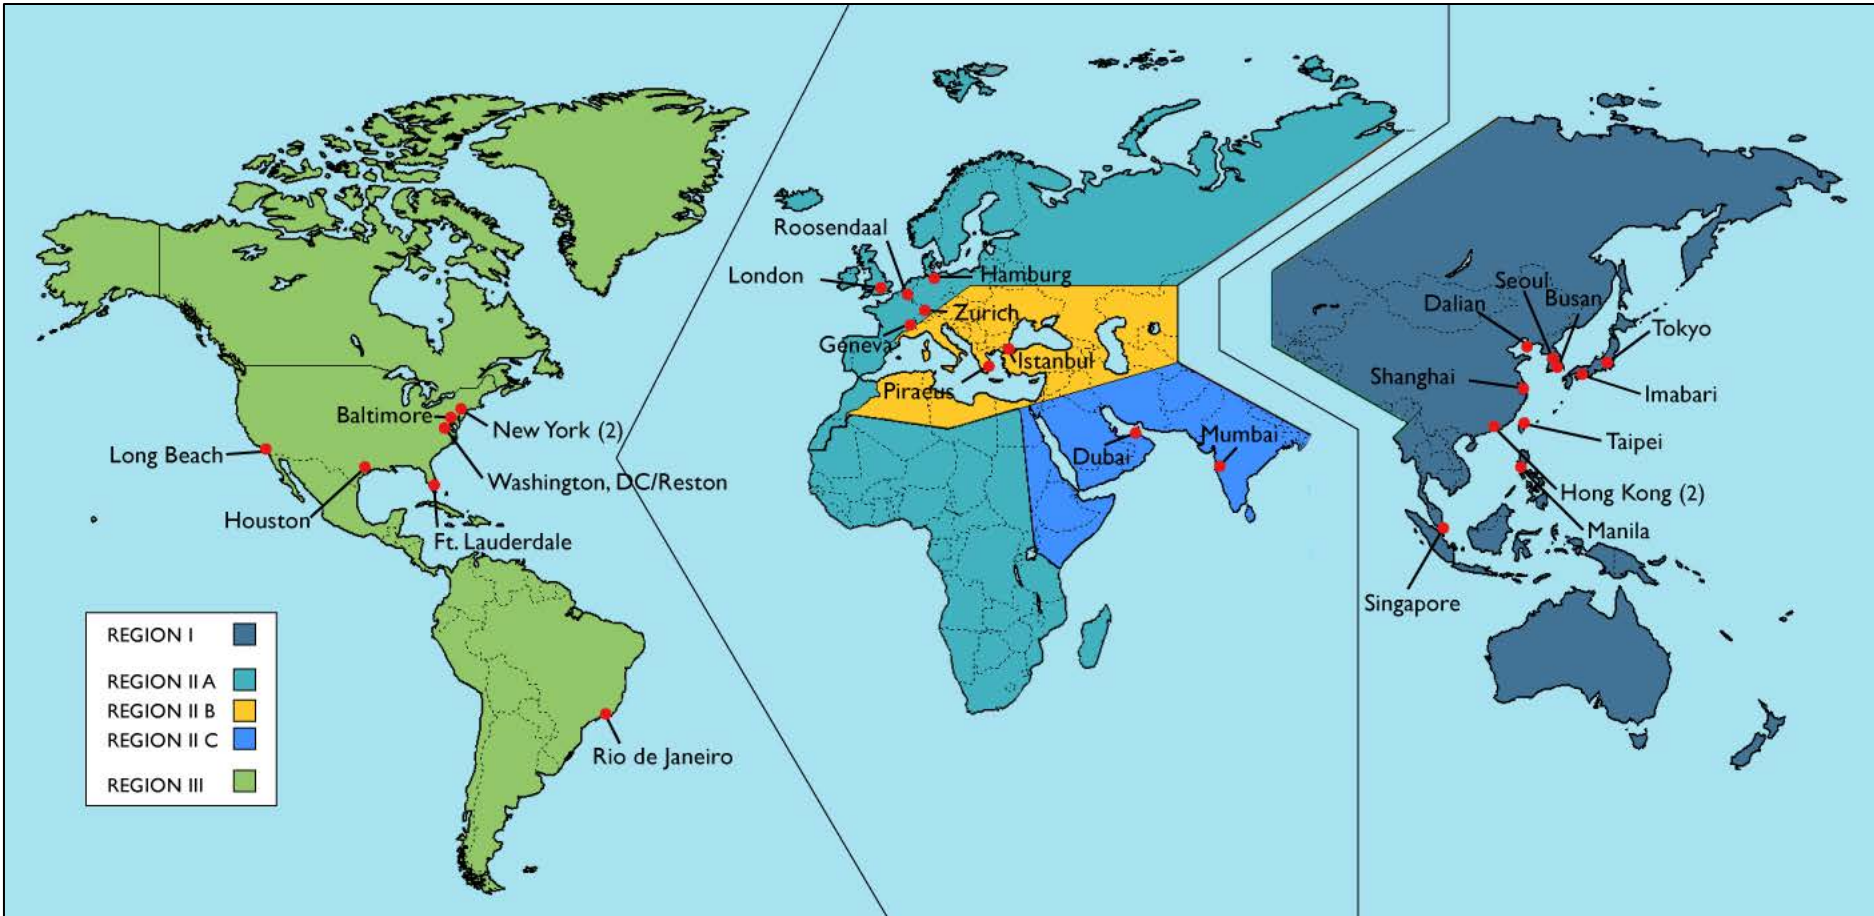 Roosendaal
London
Hamburg
Zurich
Geneva
Istanbul
Piraeus
Seoul
Busan
Dalian
Tokyo
Shanghai
Imabari
Baltimore
New York (2)
Long Beach
Washington, DC/Reston
Houston
Ft. Lauderdale
Mumbai
Dubai
Taipei
Hong Kong (2)
Manila
Singapore
REGION I
REGION II A
REGION II B
REGION II C
REGION III
Rio de Janeiro